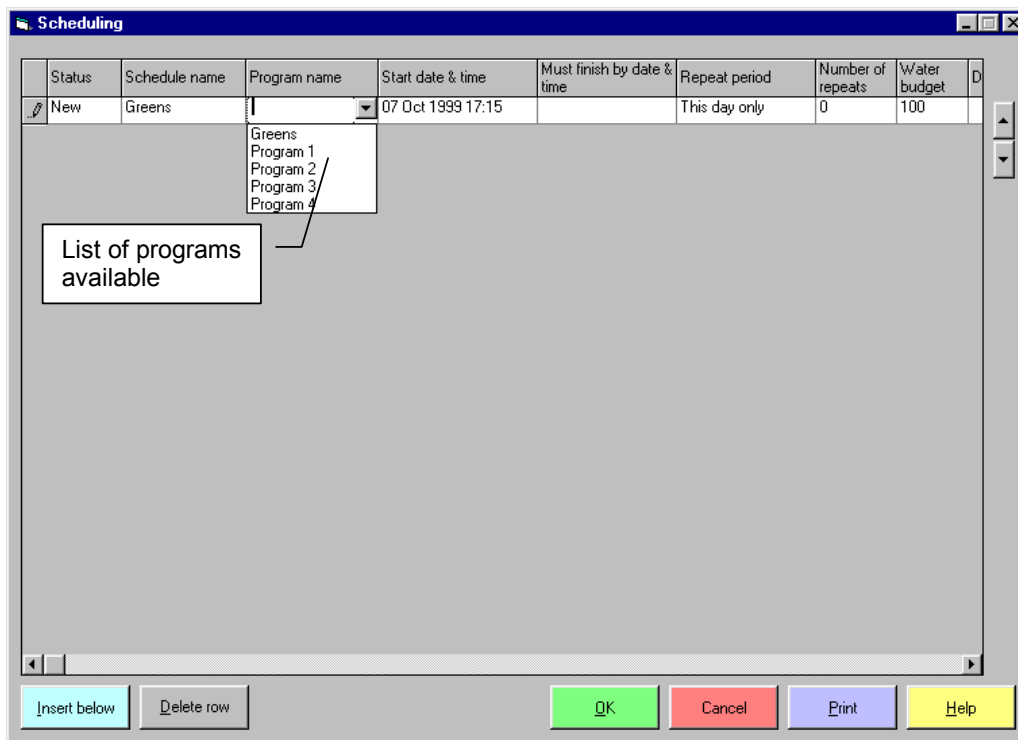 Scheduling
Status Schedule name Program name Start date & time Must finish by date & time Repeat period Number of repeats Water budget D
New Greens 07 Oct 1999 17:15 This day only 0 100
Greens
Program 1
Program 2
Program 3
Program 4
List of programs
available
Insert below Delete row OK Cancel Print Help